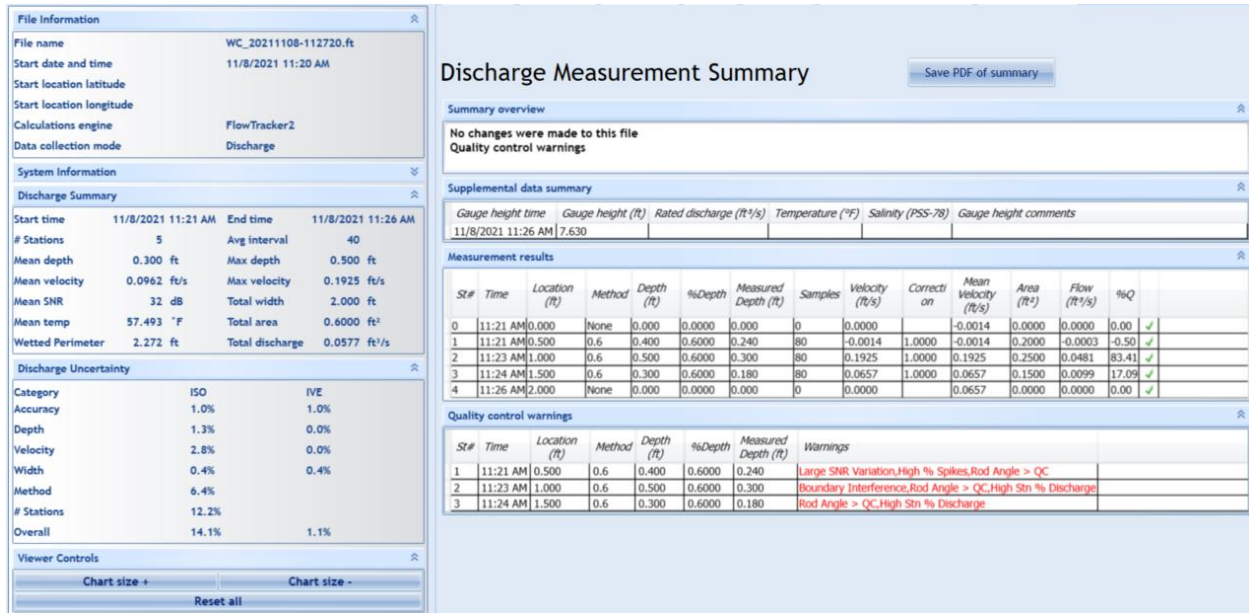 File Information
File name WC_20211108-112720.ft
Start date and time 11/8/2021 11:20 AM
Start location latitude
Start location longitude
Calculations engine FlowTracker2
Data collection mode Discharge
System Information
Discharge Summary
Start time 11/8/2021 11:21 AM End time 11/8/2021 11:26 AM
# Stations 5 Avg interval 40
Mean depth 0.300 ft Max depth 0.500 ft
Mean velocity 0.0962 ft/s Max velocity 0.1925 ft/s
Mean SNR 32 dB Total width 2.000 ft
Mean temp 57.493 °F Total area 0.6000 ft²
Wetted Perimeter 2.272 ft Total discharge 0.0577 ft³/s
Discharge Uncertainty
Category ISO IVE
Accuracy 1.0% 1.0%
Depth 1.3% 0.0%
Velocity 2.8% 0.0%
Width 0.4% 0.4%
Method 6.4%
# Stations 12.2%
Overall 14.1% 1.1%
Viewer Controls
Chart size + Chart size -
Reset all
Discharge Measurement Summary
Save PDF of summary
Summary overview
No changes were made to this file
Quality control warnings
Supplemental data summary
Gauge height time Gauge height (ft) Rated discharge (ft³/s) Temperature (°F) Salinity (PSS-78) Gauge height comments
11/8/2021 11:26 AM 7.630
Measurement results
St# Time Location (ft) Method Depth (ft) %Depth Measured Depth (ft) Samples Velocity (ft/s) Correcti on Mean Velocity (ft/s) Area (ft²) Flow (ft³/s) %Q
0 11:21 AM 0.000 None 0.000 0.0000 0.000 0 0.0000 -0.0014 0.0000 0.0000 0.00 ✓
1 11:21 AM 0.500 0.6 0.400 0.6000 0.240 80 -0.0014 1.0000 -0.0014 0.2000 -0.0003 -0.50 ✓
2 11:23 AM 1.000 0.6 0.500 0.6000 0.300 80 0.1925 1.0000 0.1925 0.2500 0.0481 83.41 ✓
3 11:24 AM 1.500 0.6 0.300 0.6000 0.180 80 0.0657 1.0000 0.0657 0.1500 0.0099 17.09 ✓
4 11:26 AM 2.000 None 0.000 0.0000 0.000 0 0.0000 0.0657 0.0000 0.0000 0.00 ✓
Quality control warnings
St# Time Location (ft) Method Depth (ft) %Depth Measured Depth (ft) Warnings
1 11:21 AM 0.500 0.6 0.400 0.6000 0.240 Large SNR Variation,High % Spikes,Rod Angle > QC
2 11:23 AM 1.000 0.6 0.500 0.6000 0.300 Boundary Interference,Rod Angle > QC,High Stn % Discharge
3 11:24 AM 1.500 0.6 0.300 0.6000 0.180 Rod Angle > QC,High Stn % Discharge